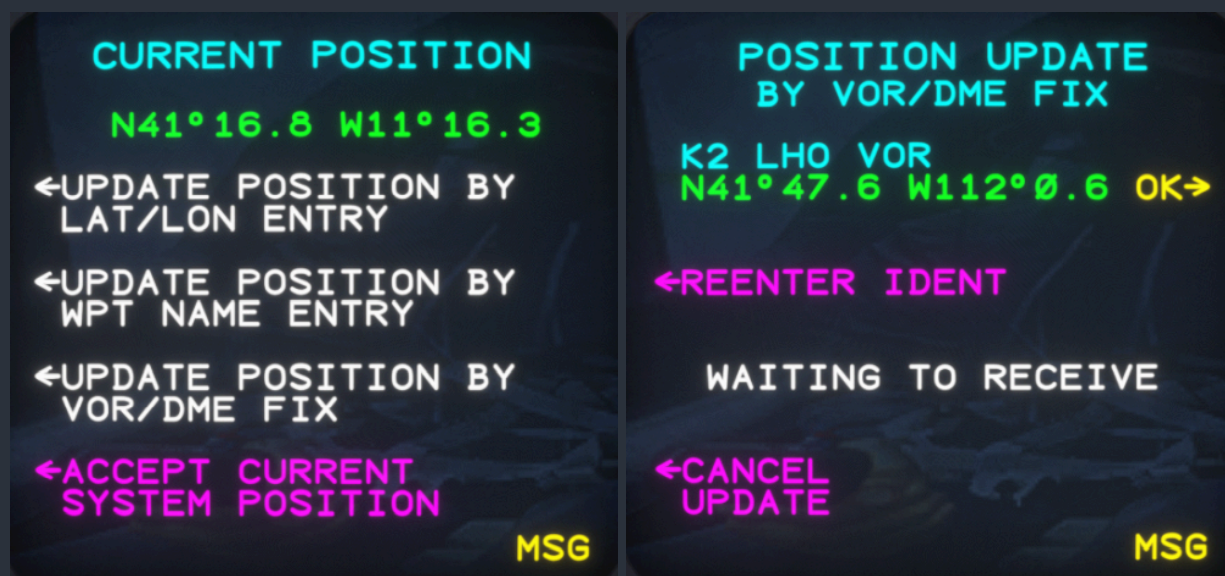 CURRENT POSITION
N41°16.8 W11°16.3
←UPDATE POSITION BY
LAT/LON ENTRY
←UPDATE POSITION BY
WPT NAME ENTRY
←UPDATE POSITION BY
VOR/DME FIX
←ACCEPT CURRENT
SYSTEM POSITION
MSG
POSITION UPDATE
BY VOR/DME FIX
K2 LHO VOR
N41°47.6 W112°0.6 OK→
←REENTER IDENT
WAITING TO RECEIVE
←CANCEL
UPDATE
MSG